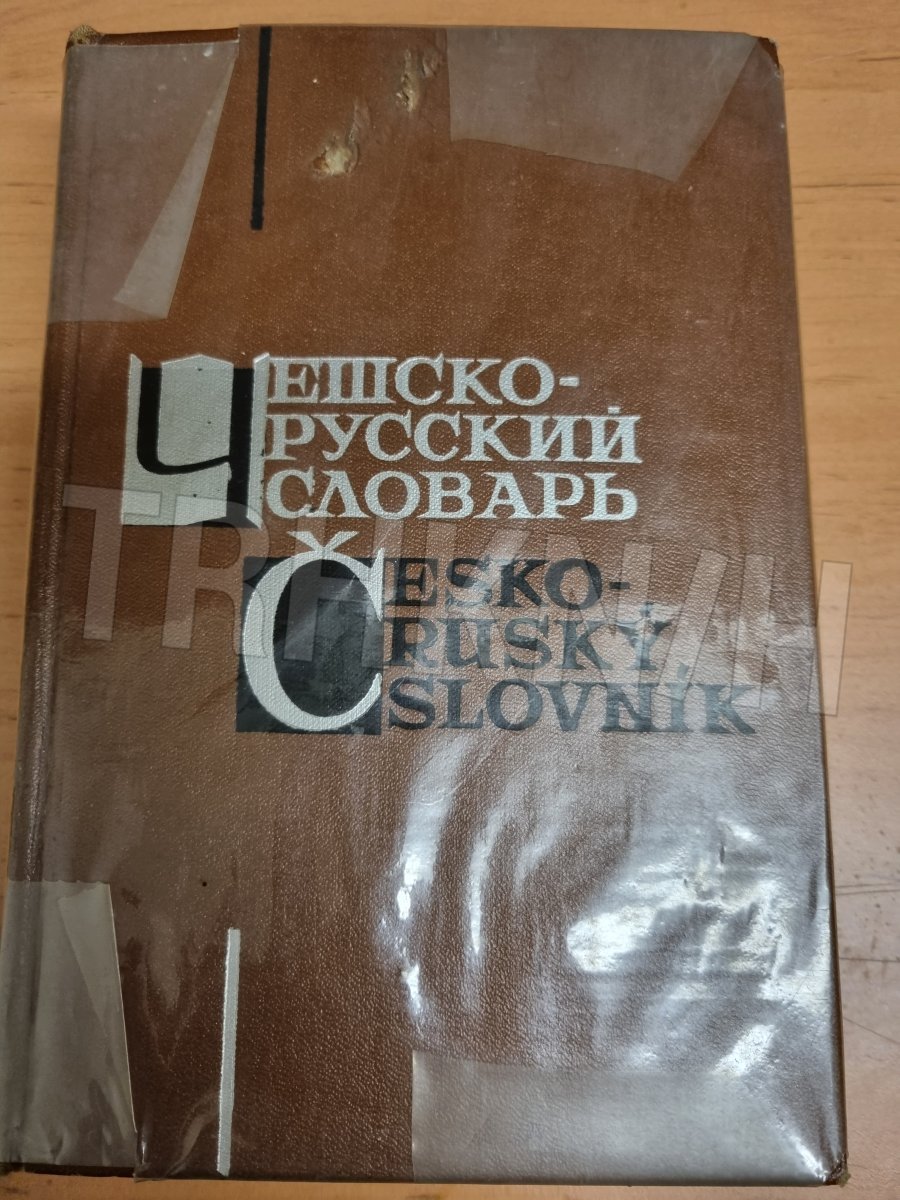 ЧЕШСКО-
РУССКИЙ
СЛОВАРЬ
ČESKO-
RUSKÝ
SLOVNÍK